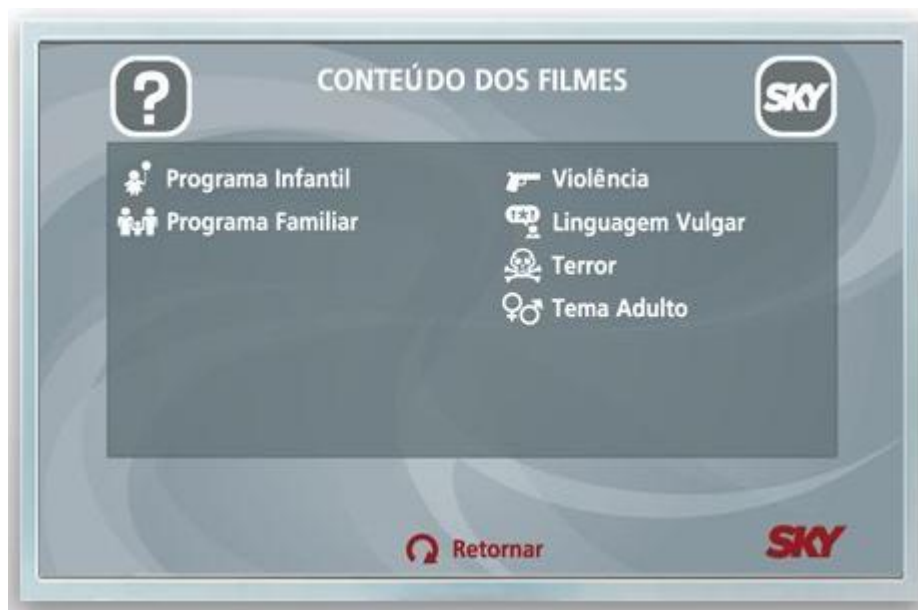 ?
CONTEÚDO DOS FILMES
SKY
Programa Infantil
Programa Familiar
Violência
Linguagem Vulgar
Terror
Tema Adulto
Retornar
SKY